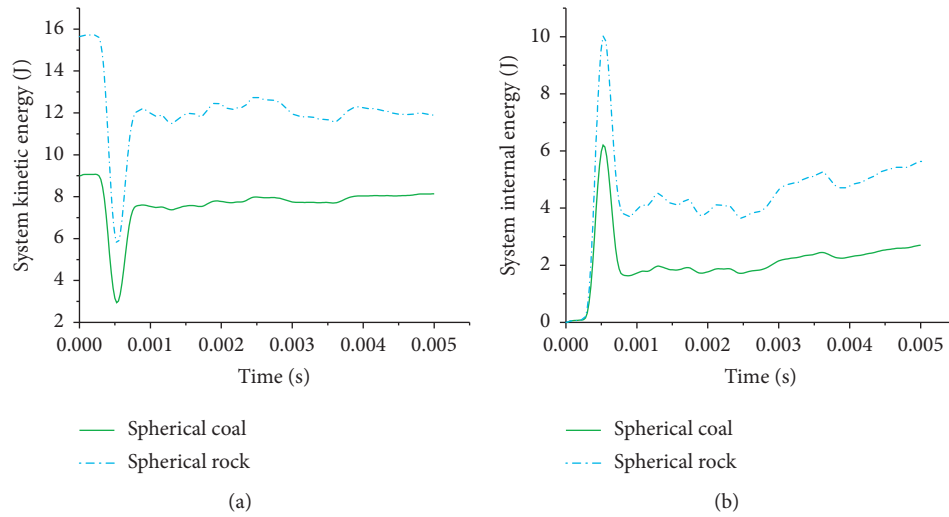 System kinetic energy (J)
16
14
12
10
8
6
4
2
0.000 0.001 0.002 0.003 0.004 0.005
Time (s)
Spherical coal
Spherical rock
(a)
System internal energy (J)
10
8
6
4
2
0
0.000 0.001 0.002 0.003 0.004 0.005
Time (s)
Spherical coal
Spherical rock
(b)